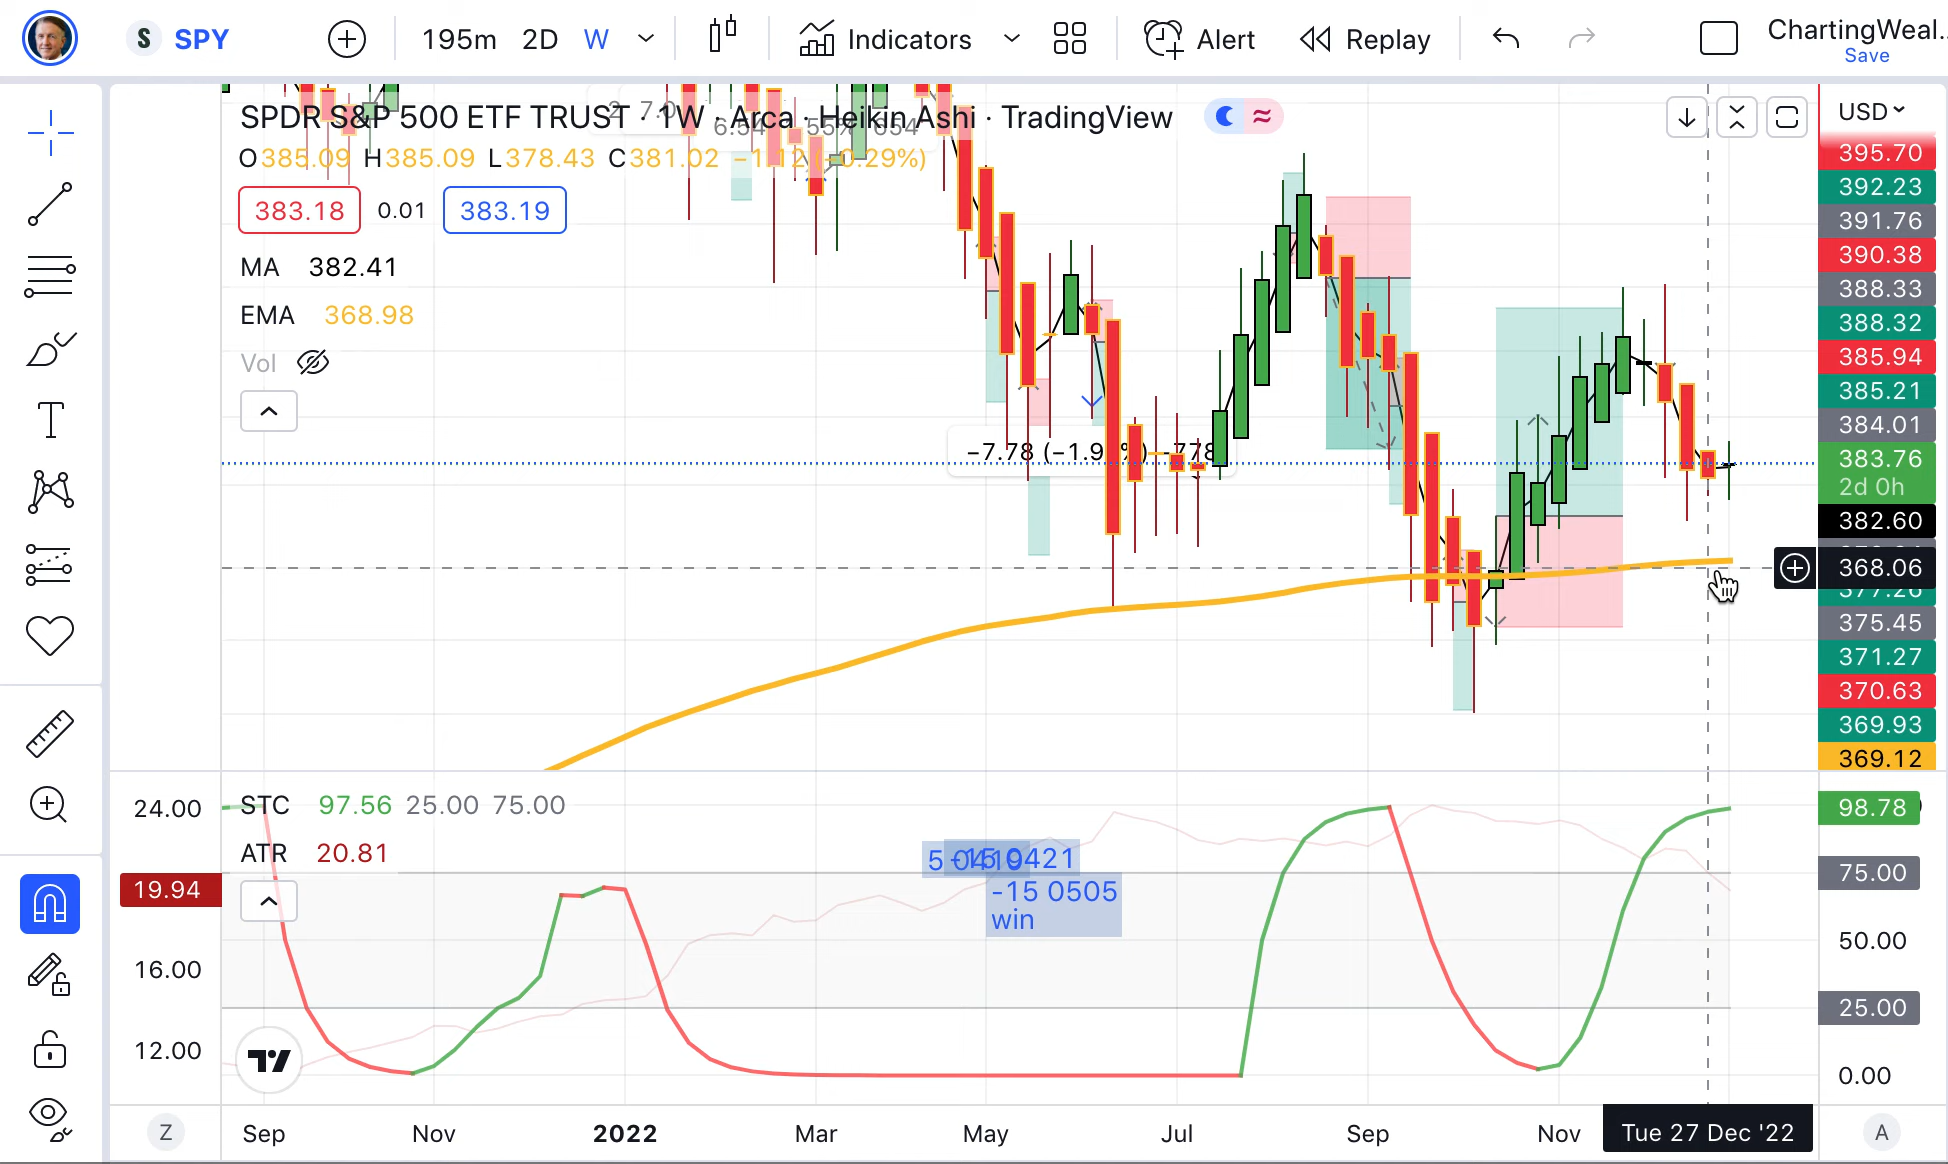 S SPY 195m 2D W Indicators Alert Replay ChartingWeal..
Save
SPDR S&P 500 ETF TRUST · 1W · Arca · Heikin Ashi · TradingView
USD
O385.09 H385.09 L378.43 C381.02
383.18 0.01 383.19
MA 382.41
EMA 368.98
Vol
395.70
392.23
391.76
390.38
388.33
388.32
385.94
385.21
384.01
383.76
2d 0h
382.60
368.06
377.26
375.45
371.27
370.63
369.93
369.12
STC 97.56 25.00 75.00
ATR 20.81
24.00
19.94
16.00
12.00
-15 0421
-15 0505
win
98.78
75.00
50.00
25.00
0.00
Z Sep Nov 2022 Mar May Jul Sep Nov Tue 27 Dec '22 A